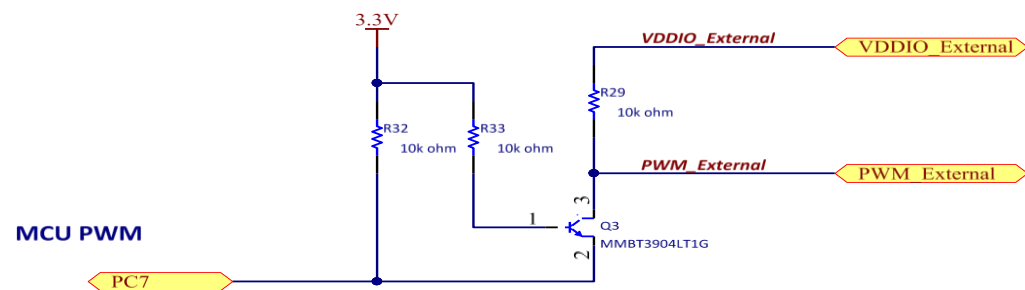 3.3V
VDDIO_External
VDDIO_External
R29
10k ohm
R32
10k ohm
R33
10k ohm
PWM_External
PWM_External
3
1
Q3
MMBT3904LT1G
2
MCU PWM
PC7